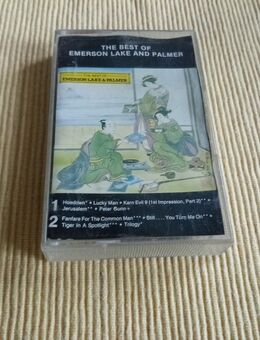 THE BEST OF
EMERSON LAKE AND PALMER
THE BEST OF
EMERSON LAKE & PALMER
1 Hoedown* • Lucky Man • Karn Evil 9 (1st Impression, Part 2)** •
Jerusalem** • Peter Gunn +
2 Fanfare For The Common Man*** • Still....You Turn Me On** •
Tiger In A Spotlight*** • Trilogy*